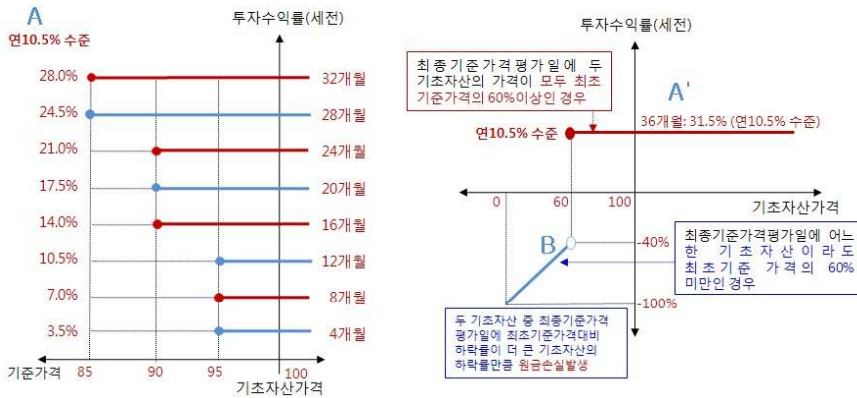 A
연10.5% 수준
투자수익률(세전)
28.0%
32개월
24.5%
28개월
21.0%
24개월
17.5%
20개월
14.0%
16개월
10.5%
12개월
7.0%
8개월
3.5%
4개월
기준가격
85
90
95
100
기초자산가격
투자수익률(세전)
최종기준가격평가일에 두
기초자산의 가격이 모두 최초
기준가격의 60%이상인 경우
A'
연10.5% 수준
36개월: 31.5% (연10.5% 수준)
0
60
100
기초자산가격
B
-40%
-100%
최종기준가격평가일에 어느
한 기초자산이라도
최초기준 가격의 60%
미만인 경우
두 기초자산 중 최종기준가격
평가일에 최초기준가격대비
하락률이 더 큰 기초자산의
하락률만큼 원금손실발생